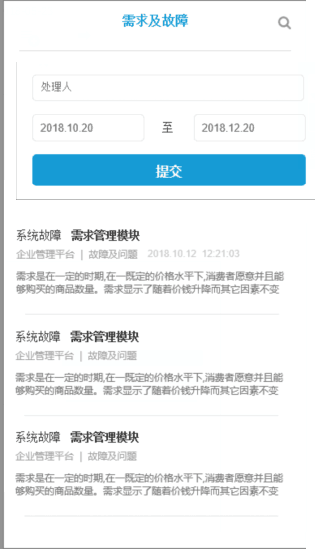 需求及故障
处理人
2018.10.20 至 2018.12.20
提交
系统故障 需求管理模块
企业管理平台 | 故障及问题 2018.10.12 12:21:03
需求是在一定的时期,在一既定的价格水平下,消费者愿意并且能
够购买的商品数量。需求显示了随着价钱升降而其它因素不变
系统故障 需求管理模块
企业管理平台 | 故障及问题
需求是在一定的时期,在一既定的价格水平下,消费者愿意并且能
够购买的商品数量。需求显示了随着价钱升降而其它因素不变
系统故障 需求管理模块
企业管理平台 | 故障及问题
需求是在一定的时期,在一既定的价格水平下,消费者愿意并且能
够购买的商品数量。需求显示了随着价钱升降而其它因素不变